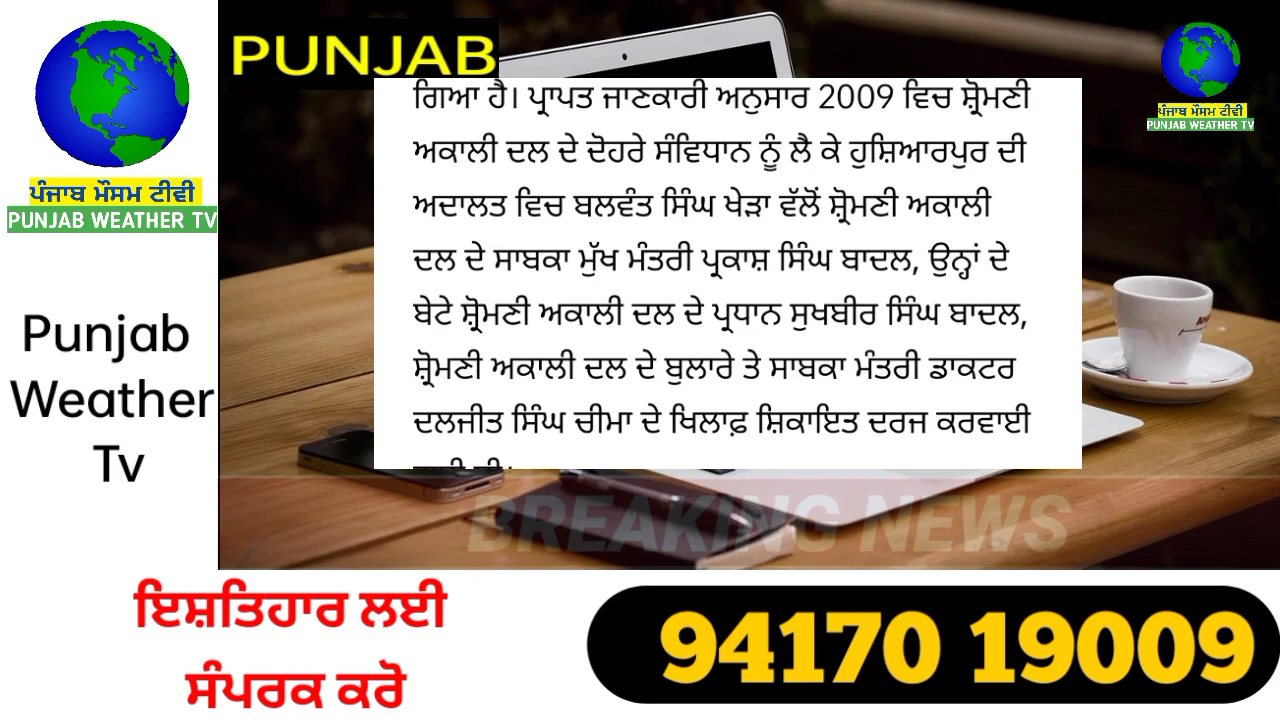 PUNJAB
ਪੰਜਾਬ ਮੌਸਮ ਟੀਵੀ
PUNJAB WEATHER TV
ਪੰਜਾਬ ਮੌਸਮ ਟੀਵੀ
PUNJAB WEATHER TV
Punjab
Weather
Tv
ਗਿਆ ਹੈ। ਪ੍ਰਾਪਤ ਜਾਣਕਾਰੀ ਅਨੁਸਾਰ 2009 ਵਿਚ ਸ਼੍ਰੋਮਣੀ
ਅਕਾਲੀ ਦਲ ਦੇ ਦੋਹਰੇ ਸੰਵਿਧਾਨ ਨੂੰ ਲੈ ਕੇ ਹੁਸ਼ਿਆਰਪੁਰ ਦੀ
ਅਦਾਲਤ ਵਿਚ ਬਲਵੰਤ ਸਿੰਘ ਖੇੜਾ ਵੱਲੋਂ ਸ਼੍ਰੋਮਣੀ ਅਕਾਲੀ
ਦਲ ਦੇ ਸਾਬਕਾ ਮੁੱਖ ਮੰਤਰੀ ਪ੍ਰਕਾਸ਼ ਸਿੰਘ ਬਾਦਲ, ਉਨ੍ਹਾਂ ਦੇ
ਬੇਟੇ ਸ਼੍ਰੋਮਣੀ ਅਕਾਲੀ ਦਲ ਦੇ ਪ੍ਰਧਾਨ ਸੁਖਬੀਰ ਸਿੰਘ ਬਾਦਲ,
ਸ਼੍ਰੋਮਣੀ ਅਕਾਲੀ ਦਲ ਦੇ ਬੁਲਾਰੇ ਤੇ ਸਾਬਕਾ ਮੰਤਰੀ ਡਾਕਟਰ
ਦਲਜੀਤ ਸਿੰਘ ਚੀਮਾ ਦੇ ਖਿਲਾਫ਼ ਸ਼ਿਕਾਇਤ ਦਰਜ ਕਰਵਾਈ
BREAKING NEWS
ਇਸ਼ਤਿਹਾਰ ਲਈ
ਸੰਪਰਕ ਕਰੋ
94170 19009